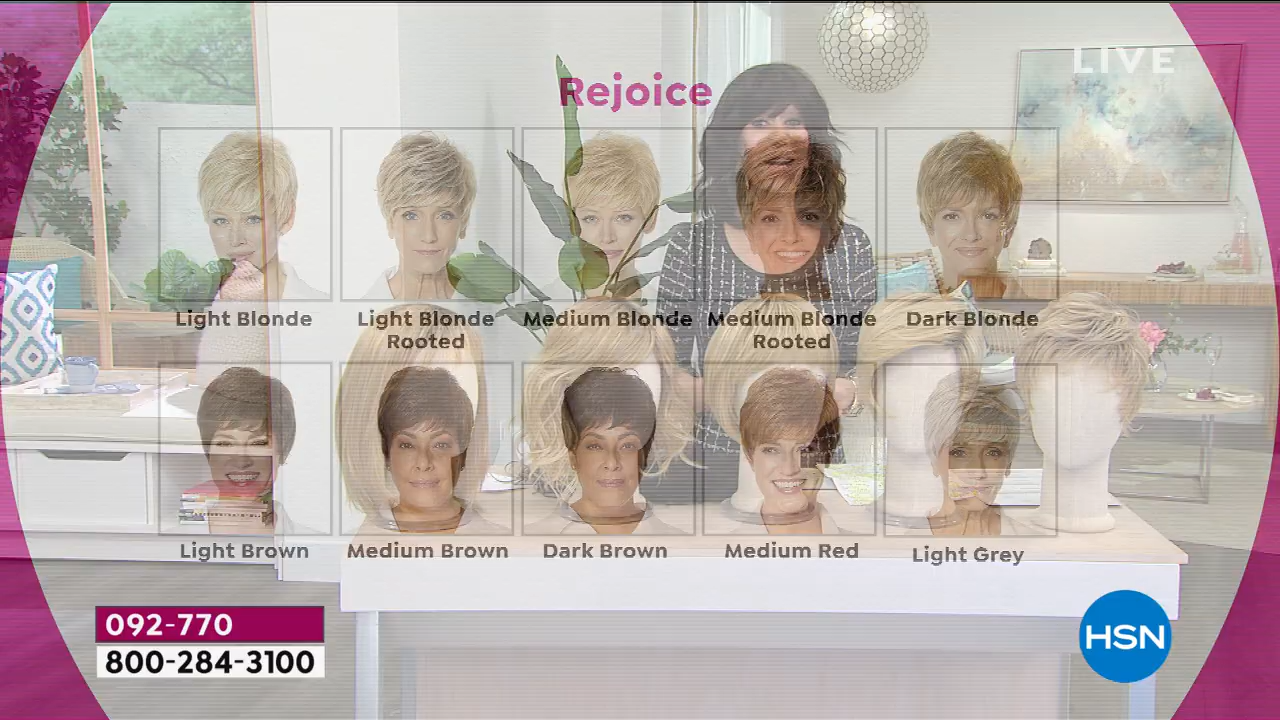 LIVE
Rejoice
Light Blonde
Light Blonde
Rooted
Medium Blonde
Medium Blonde
Rooted
Dark Blonde
Light Brown
Medium Brown
Dark Brown
Medium Red
Light Grey
092-770
800-284-3100
HSN